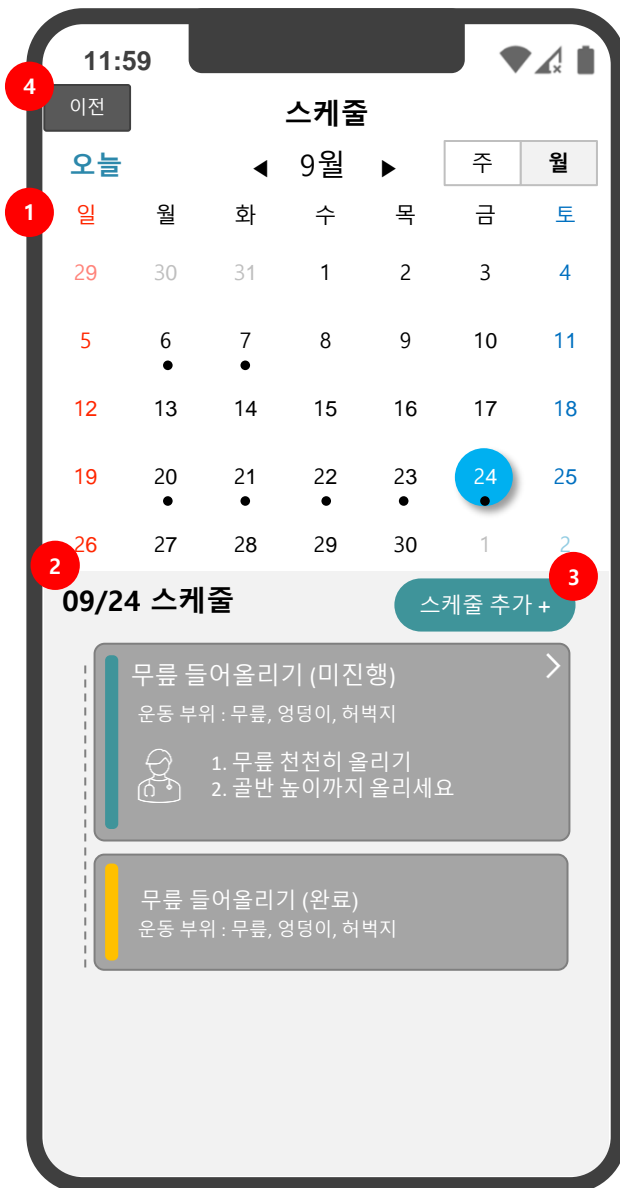 11:59
4
이전
스케줄
오늘
◀ 9월 ▶
주 월
1
일 월 화 수 목 금 토
29 30 31 1 2 3 4
5 6 7 8 9 10 11
12 13 14 15 16 17 18
19 20 21 22 23 24 25
26 27 28 29 30 1 2
2
3
09/24 스케줄
스케줄 추가 +
무릎 들어올리기 (미진행)
운동 부위 : 무릎, 엉덩이, 허벅지
1. 무릎 천천히 올리기
2. 골반 높이까지 올리세요
무릎 들어올리기 (완료)
운동 부위 : 무릎, 엉덩이, 허벅지